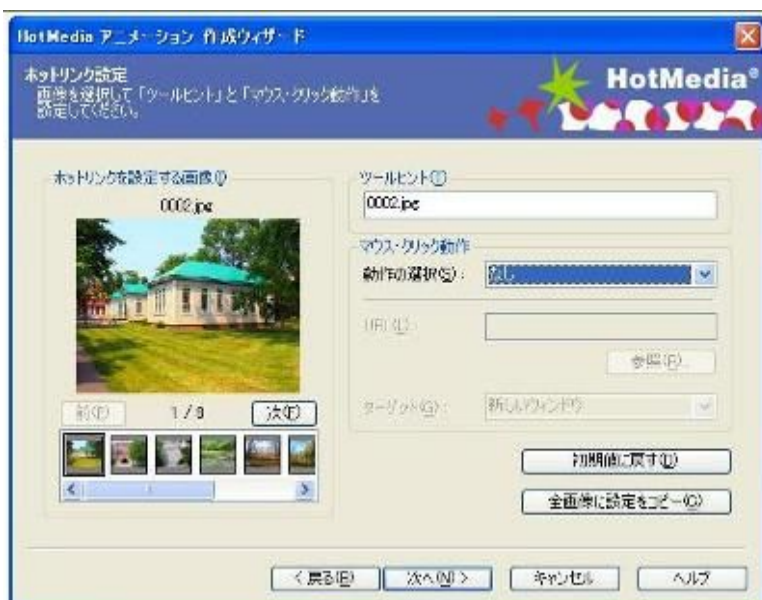 HotMedia アニメーション 作成ウィザード
ホットリンク設定
画像を選択して「ツールヒント」と「マウス・クリック動作」を
設定してください。
HotMedia®
ホットリンクを設定する画像(I)
0002.jpg
前(P)
1 / 8
次(E)
ツールヒント(T)
0002.jpg
マウス・クリック動作
動作の選択(S):
なし
URL(L):
参照(R)...
ターゲット(G):
新しいウィンドウ
初期値に戻す(D)
全画像に設定をコピー(C)
< 戻る(B)
次へ(N) >
キャンセル
ヘルプ